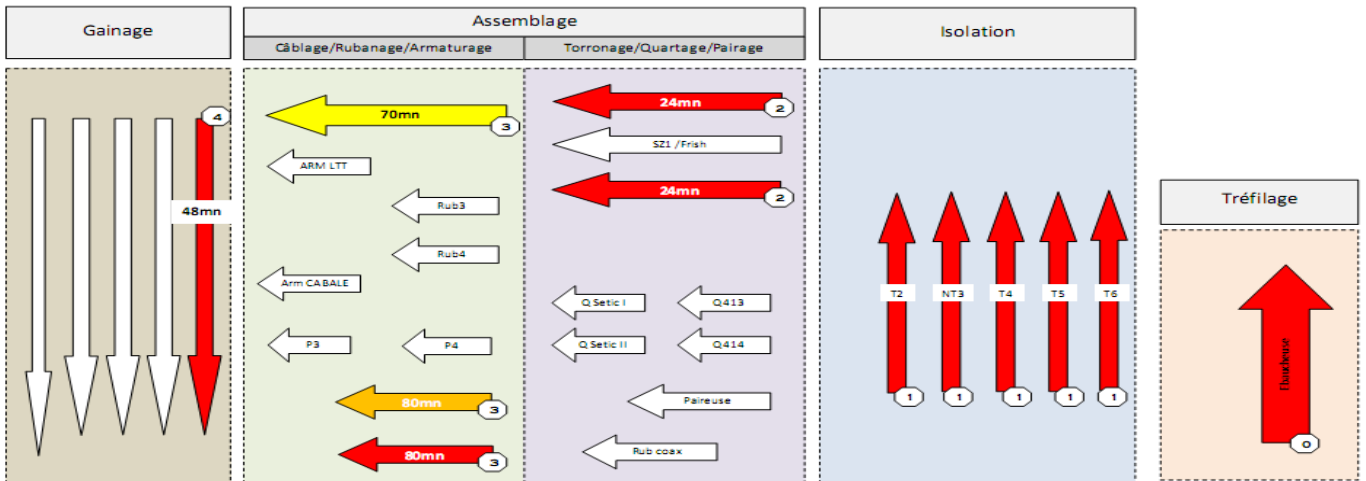 Gainage
Assemblage
Câblage/Rubanage/Armaturage
Torronage/Quartage/Pairage
Isolation
Tréfilage
4
48mn
70mn
3
ARM LTT
Rub3
Rub4
Arm CABALE
P3
P4
80mn
3
80mn
3
24mn
2
SZ1 /Frish
24mn
2
Q Setic I
Q413
Q Setic II
Q414
Paireuse
Rub coax
T2
NT3
T4
T5
T6
1
1
1
1
1
Ebaucheuse
0